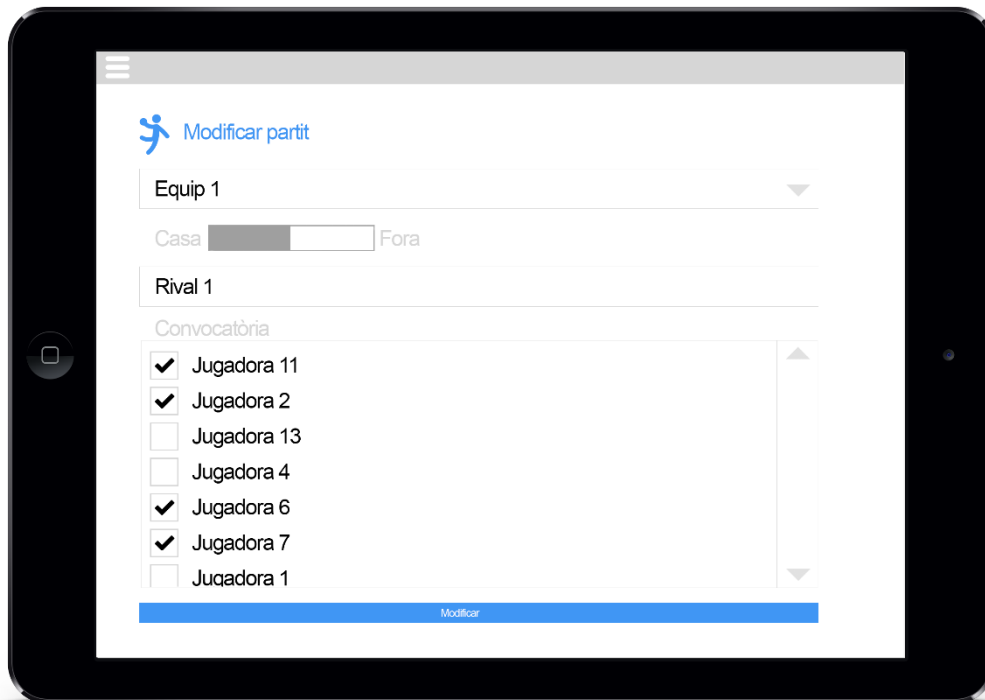 Modificar partit
Equip 1
Casa Fora
Rival 1
Convocatòria
Jugadora 11
Jugadora 2
Jugadora 13
Jugadora 4
Jugadora 6
Jugadora 7
Jugadora 1
Modificar